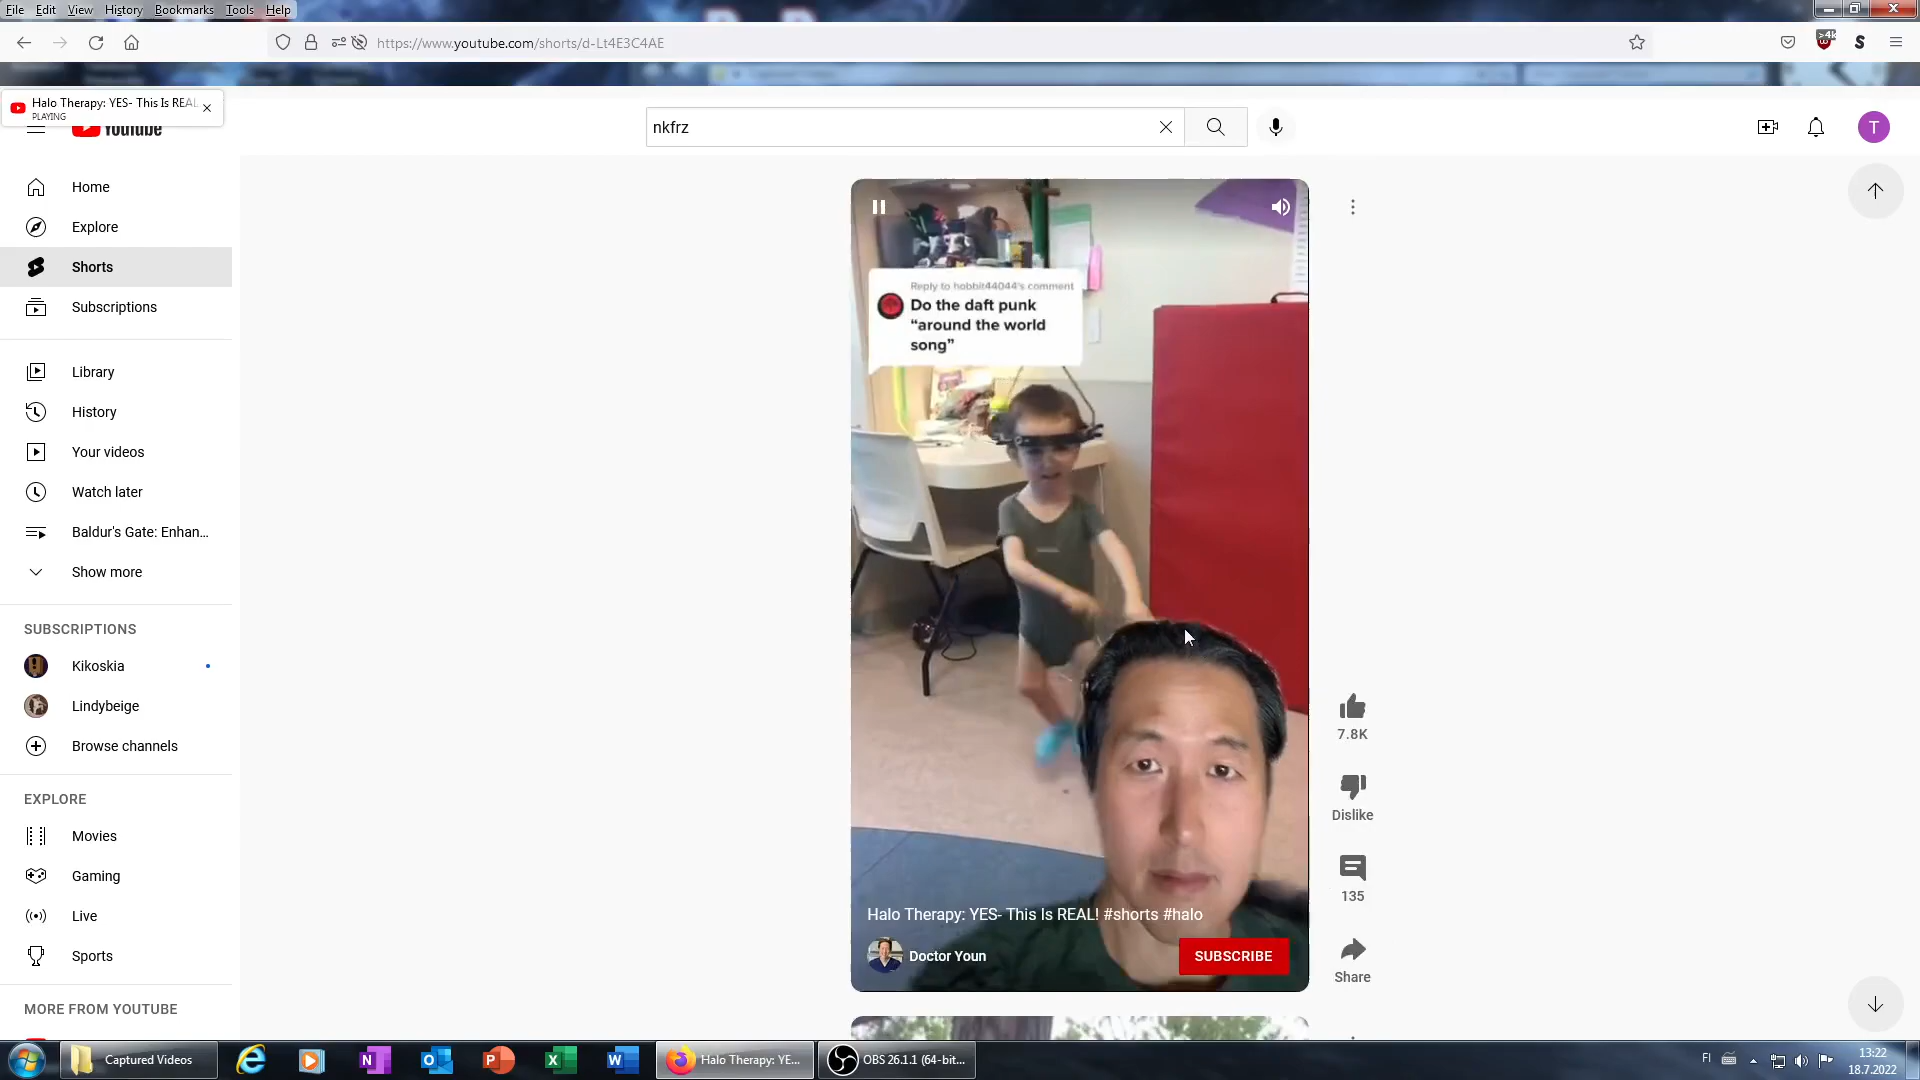 File Edit View History Bookmarks Tools Help
https://www.youtube.com/shorts/d-Lt4E3C4AE
>4k
Halo Therapy: YES- This Is REAL
PLAYING
YouTube
nkfrz
T
Home
Explore
Shorts
Subscriptions
Library
History
Your videos
Watch later
Baldur's Gate: Enhan...
Show more
SUBSCRIPTIONS
Kikoskia
Lindybeige
Browse channels
EXPLORE
Movies
Gaming
Live
Sports
MORE FROM YOUTUBE
Reply to hobbit44044's comment
Do the daft punk
“around the world
song”
Halo Therapy: YES- This Is REAL! #shorts #halo
Doctor Youn
SUBSCRIBE
7.8K
Dislike
135
Share
Captured Videos
Halo Therapy: YE...
OBS 26.1.1 (64-bit...
FI
13:22
18.7.2022